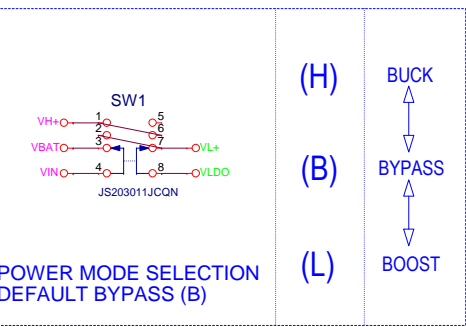 SW1
VH+ 1 5
2 6
VBAT 3 7 VL+
VIN 4 8 VLDO
JS203011JCQN
POWER MODE SELECTION
DEFAULT BYPASS (B)
(H) BUCK
(B) BYPASS
(L) BOOST